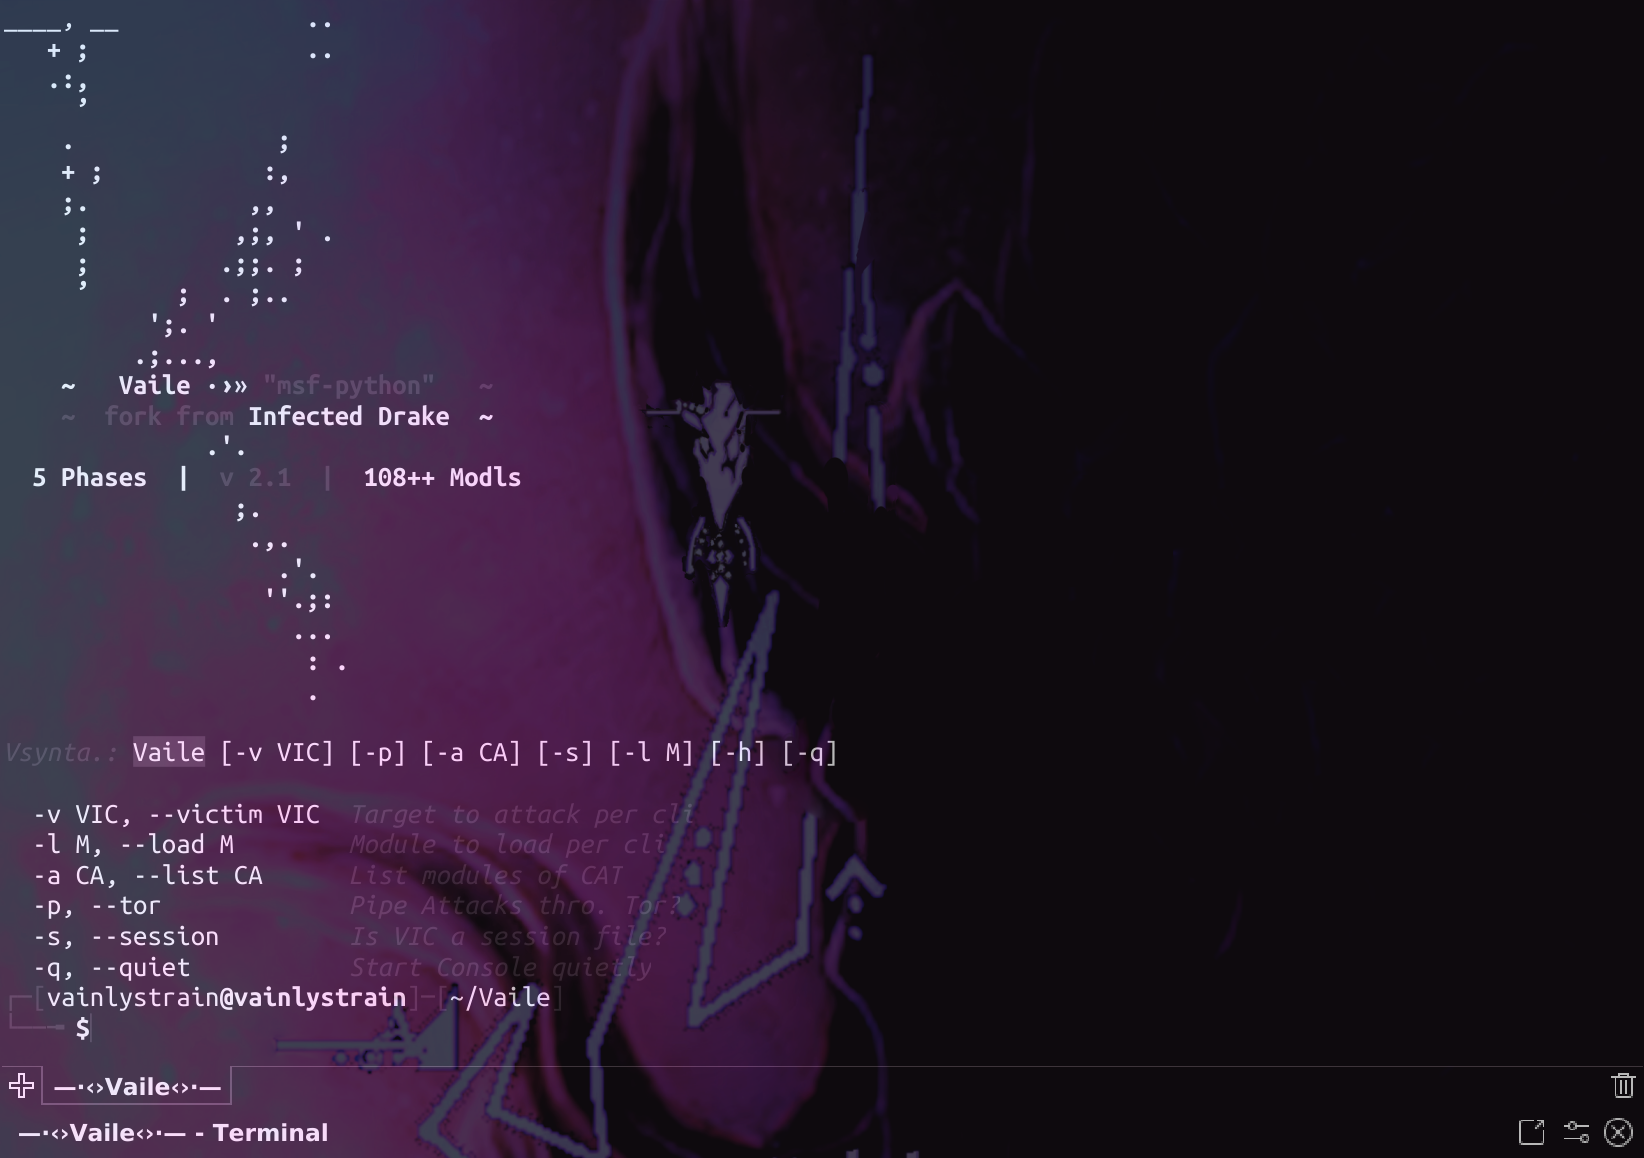 ____, __ ..
+ ; ..
.:,
,
. ;
+ ; :,
;. ,,
; ,;, ' .
; .;;. ;
,
; . ;..
';. '
.;...,
~ Vaile ·›» "msf-python" ~
~ fork from Infected Drake ~
.'.
5 Phases | v 2.1 | 108++ Modls
;.
.,.
.'.
''.;:
...
: .
.
Vsynta.: Vaile [-v VIC] [-p] [-a CA] [-s] [-l M] [-h] [-q]
-v VIC, --victim VIC Target to attack per cli
-l M, --load M Module to load per cli
-a CA, --list CA List modules of CAT
-p, --tor Pipe Attacks thro. Tor?
-s, --session Is VIC a session file?
-q, --quiet Start Console quietly
┌─[vainlystrain@vainlystrain]─[~/Vaile]
└──╼ $
—·‹›Vaile‹›·—
—·‹›Vaile‹›·— - Terminal